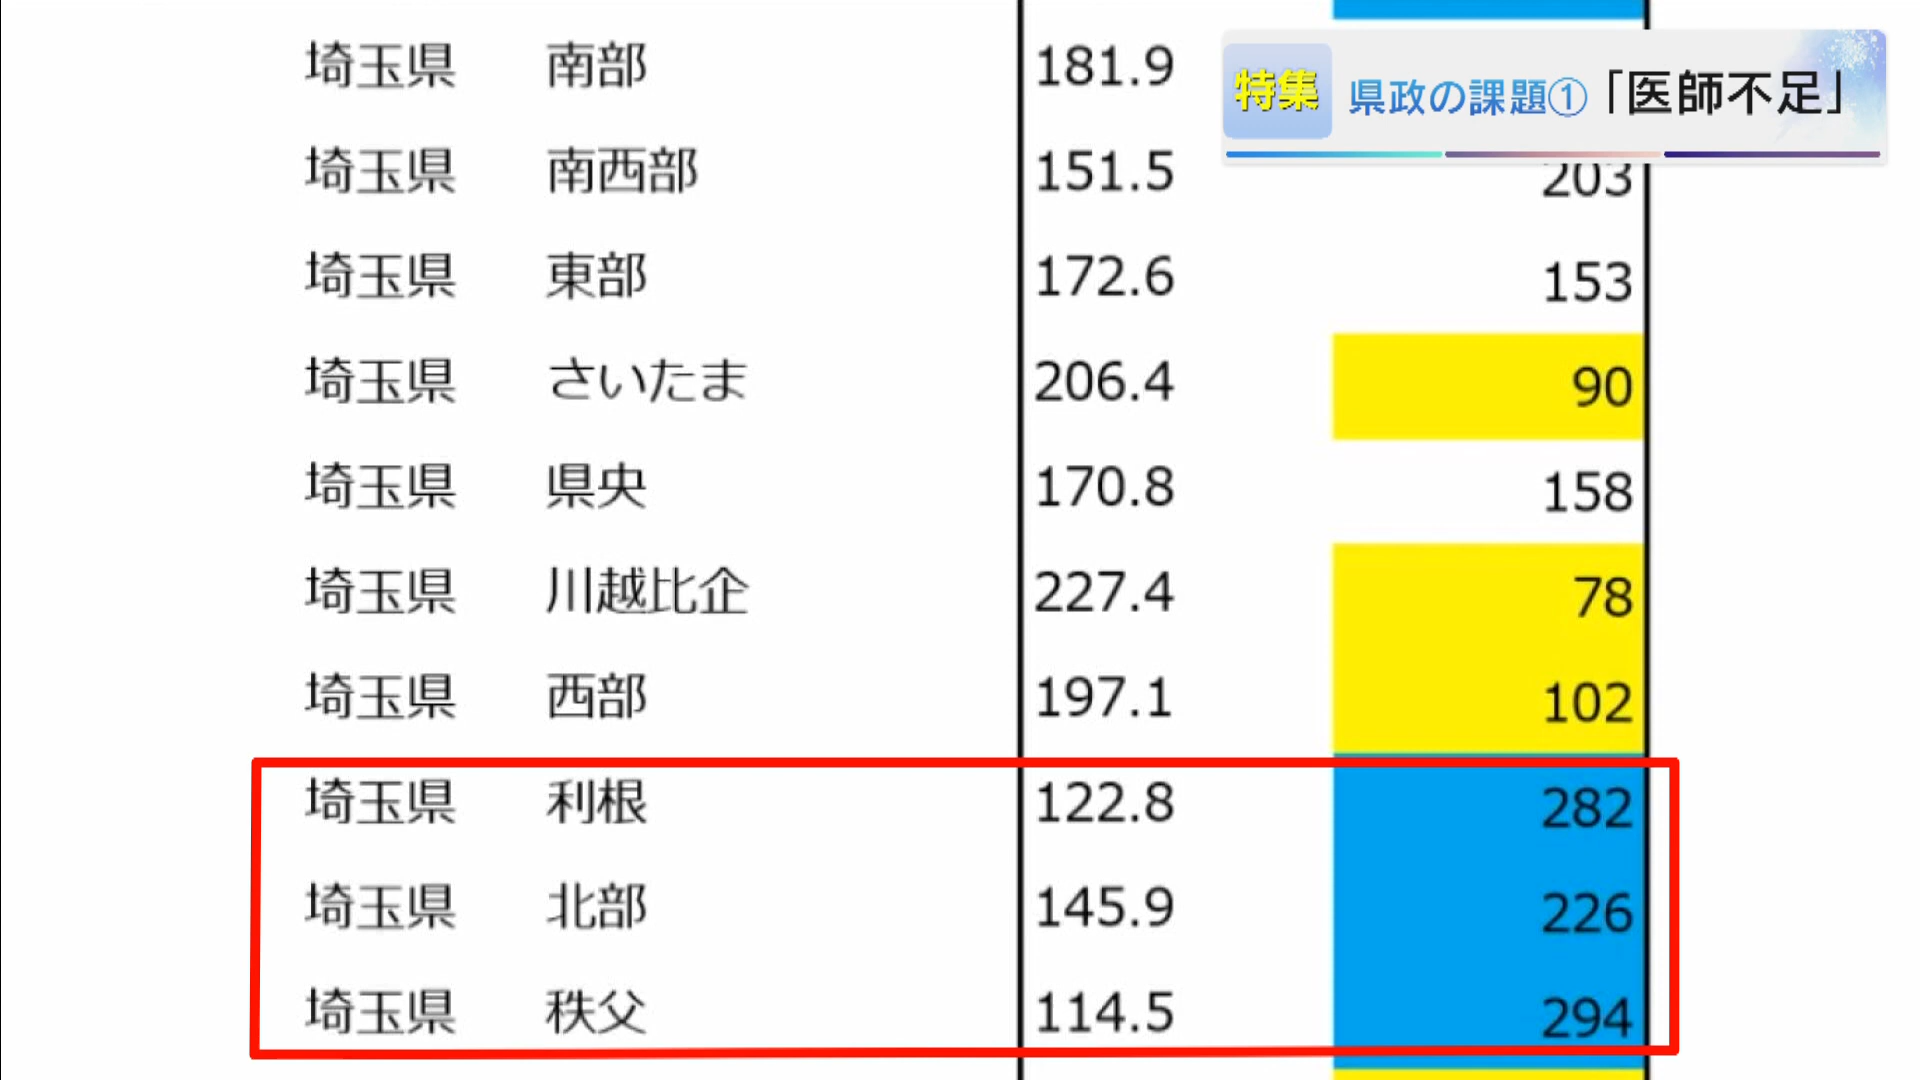 特集 県政の課題①「医師不足」
埼玉県 南部 181.9
埼玉県 南西部 151.5 203
埼玉県 東部 172.6 153
埼玉県 さいたま 206.4 90
埼玉県 県央 170.8 158
埼玉県 川越比企 227.4 78
埼玉県 西部 197.1 102
埼玉県 利根 122.8 282
埼玉県 北部 145.9 226
埼玉県 秩父 114.5 294